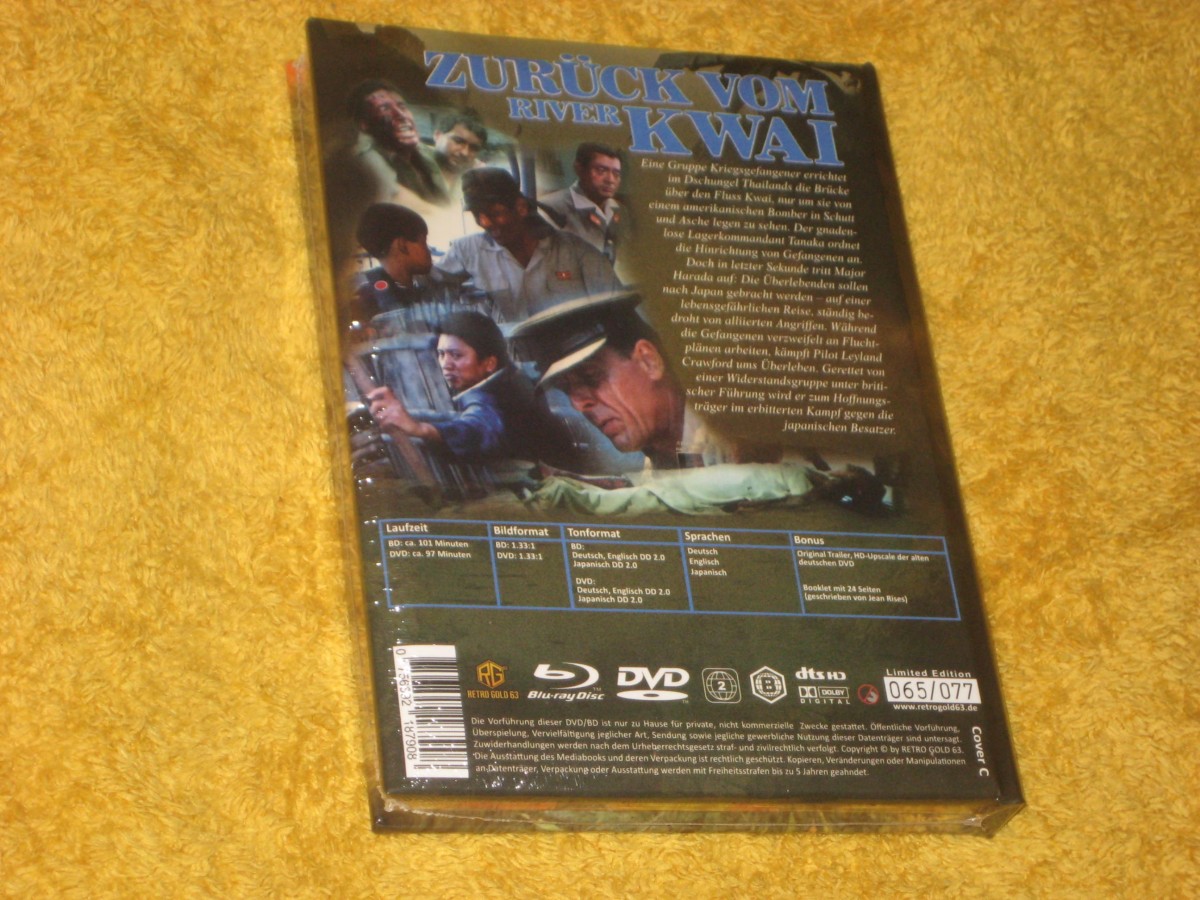 ZURÜCK VOM
RIVER KWAI
Eine Gruppe Kriegsgefangener errichtet
im Dschungel Thailands die Brücke
über den Fluss Kwai, nur um sie von
einem amerikanischen Bomber in Schutt
und Asche legen zu sehen. Der gnaden-
lose Lagerkommandant Tanaka ordnet
die Hinrichtung von Gefangenen an.
Doch in letzter Sekunde tritt Major
Harada auf: Die Überlebenden sollen
nach Japan gebracht werden – auf einer
lebensgefährlichen Reise, ständig be-
droht von alliierten Angriffen. Während
die Gefangenen verzweifelt an Flucht-
plänen arbeiten, kämpft Pilot Leyland
Crawford ums Überleben. Gerettet von
einer Widerstandsgruppe unter briti-
scher Führung wird er zum Hoffnungs-
träger im erbitterten Kampf gegen die
japanischen Besatzer.
Laufzeit
BD: ca. 101 Minuten
DVD: ca. 97 Minuten
Bildformat
BD: 1.33:1
DVD: 1.33:1
Tonformat
BD:
Deutsch, Englisch DD 2.0
Japanisch DD 2.0
DVD:
Deutsch, Englisch DD 2.0
Japanisch DD 2.0
Sprachen
Deutsch
Englisch
Japanisch
Bonus
Original Trailer, HD-Upscale der alten
deutschen DVD
Booklet mit 24 Seiten
(geschrieben von Jean Rises)
RG
RETRO GOLD 63
Blu-ray Disc
DVD
2
B
dts HD
DOLBY
DIGITAL
Limited Edition
065/077
www.retrogold63.de
Cover C
Die Vorführung dieser DVD/BD ist nur zu Hause für private, nicht kommerzielle Zwecke gestattet. Öffentliche Vorführung,
Überspielung, Vervielfältigung jeglicher Art, Sendung sowie jegliche gewerbliche Nutzung dieser Datenträger sind untersagt.
Zuwiderhandlungen werden nach dem Urheberrechtsgesetz straf- und zivilrechtlich verfolgt. Copyright © by RETRO GOLD 63.
Die Ausstattung des Mediabooks und deren Verpackung ist rechtlich geschützt. Kopieren, Veränderungen oder Manipulationen
an Datenträger, Verpackung oder Ausstattung werden mit Freiheitsstrafen bis zu 5 Jahren geahndet.